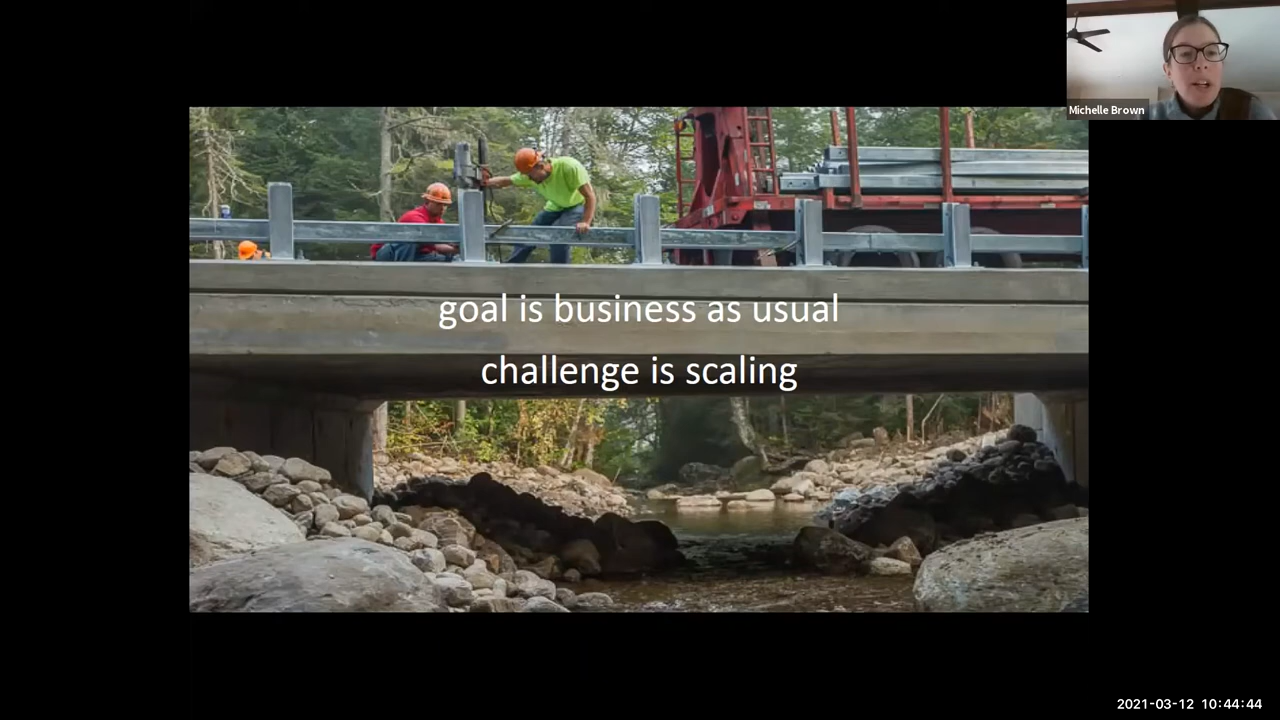 Michelle Brown
goal is business as usual
challenge is scaling
2021-03-12 10:44:44